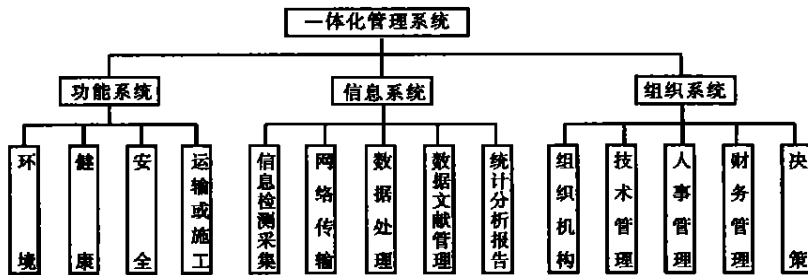 一体化管理系统
功能系统
信息系统
组织系统
环境
健康
安全
运输或施工
信息检测采集
网络传输
数据处理
数据文献管理
统计分析报告
组织机构
技术管理
人事管理
财务管理
决策